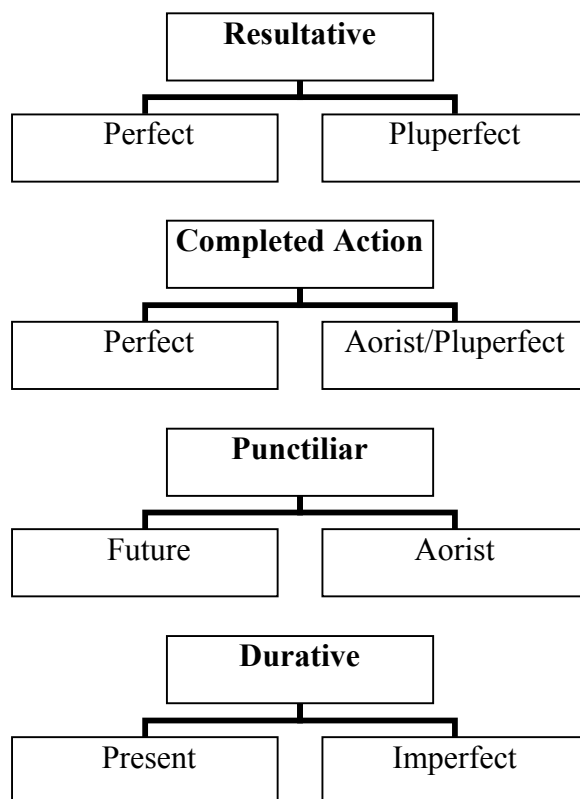 Resultative
Perfect
Pluperfect
Completed Action
Perfect
Aorist/Pluperfect
Punctiliar
Future
Aorist
Durative
Present
Imperfect